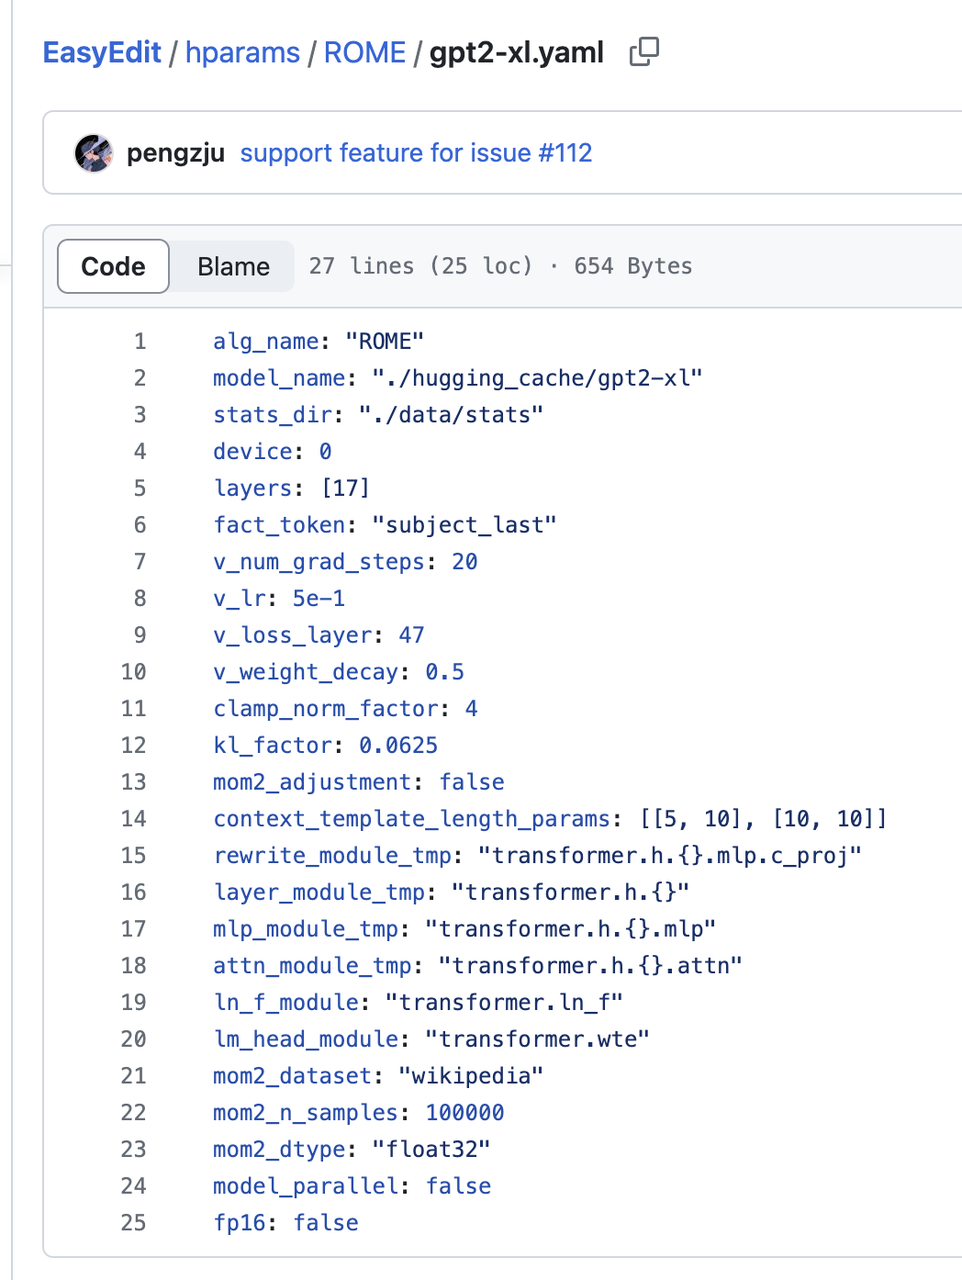 EasyEdit / hparams / ROME / gpt2-xl.yaml
pengzju support feature for issue #112
Code Blame 27 lines (25 loc) · 654 Bytes
1 alg_name: "ROME"
2 model_name: "./hugging_cache/gpt2-xl"
3 stats_dir: "./data/stats"
4 device: 0
5 layers: [17]
6 fact_token: "subject_last"
7 v_num_grad_steps: 20
8 v_lr: 5e-1
9 v_loss_layer: 47
10 v_weight_decay: 0.5
11 clamp_norm_factor: 4
12 kl_factor: 0.0625
13 mom2_adjustment: false
14 context_template_length_params: [[5, 10], [10, 10]]
15 rewrite_module_tmp: "transformer.h.{}.mlp.c_proj"
16 layer_module_tmp: "transformer.h.{}"
17 mlp_module_tmp: "transformer.h.{}.mlp"
18 attn_module_tmp: "transformer.h.{}.attn"
19 ln_f_module: "transformer.ln_f"
20 lm_head_module: "transformer.wte"
21 mom2_dataset: "wikipedia"
22 mom2_n_samples: 100000
23 mom2_dtype: "float32"
24 model_parallel: false
25 fp16: false